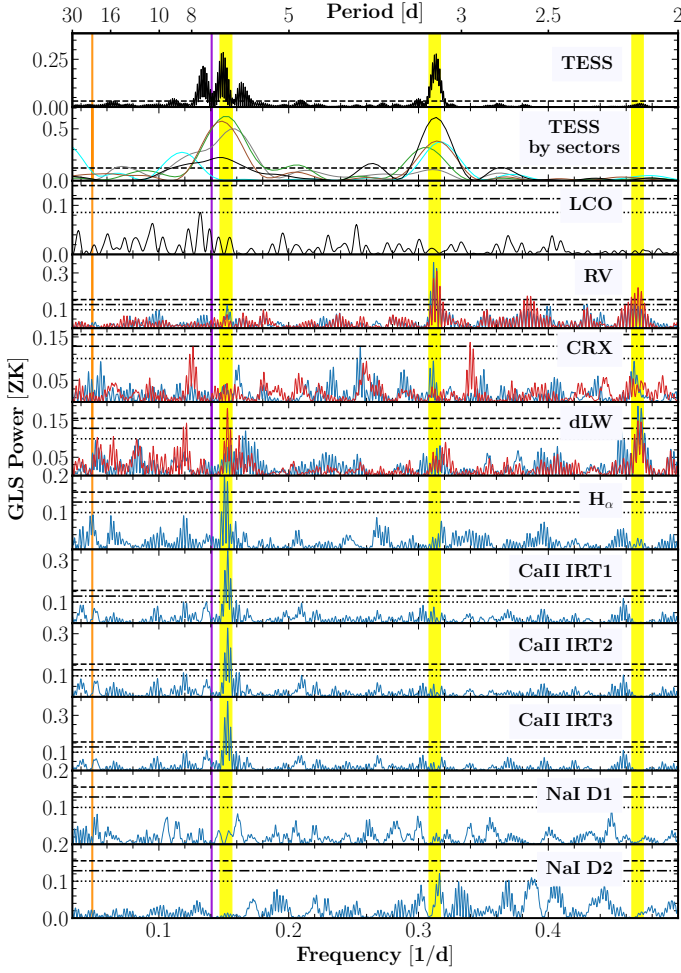 Period [d]
30 16 10 8 5 3 2.5 2
0.25
0.00
TESS
0.5
0.0
TESS
by sectors
0.1
0.0
LCO
0.3
0.1
RV
0.15
0.05
CRX
0.15
0.05
dLW
0.2
Hα
0.3
0.1
CaII IRT1
0.3
0.1
CaII IRT2
0.3
0.1
CaII IRT3
0.2
0.1
NaI D1
0.2
0.1
0.0
NaI D2
0.1 0.2 0.3 0.4
Frequency [1/d]
GLS Power [ZK]